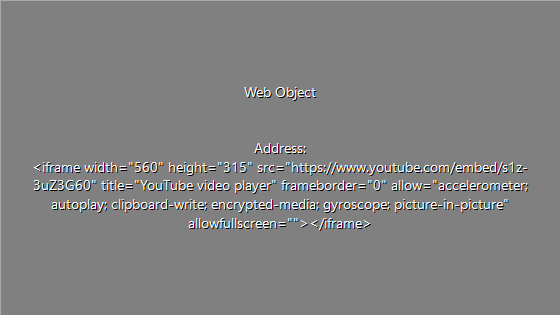 Web Object
Address:
<iframe width="560" height="315" src="https://www.youtube.com/embed/s1z-
3uZ3G60" title="YouTube video player" frameborder="0" allow="accelerometer;
autoplay; clipboard-write; encrypted-media; gyroscope; picture-in-picture"
allowfullscreen=""></iframe>